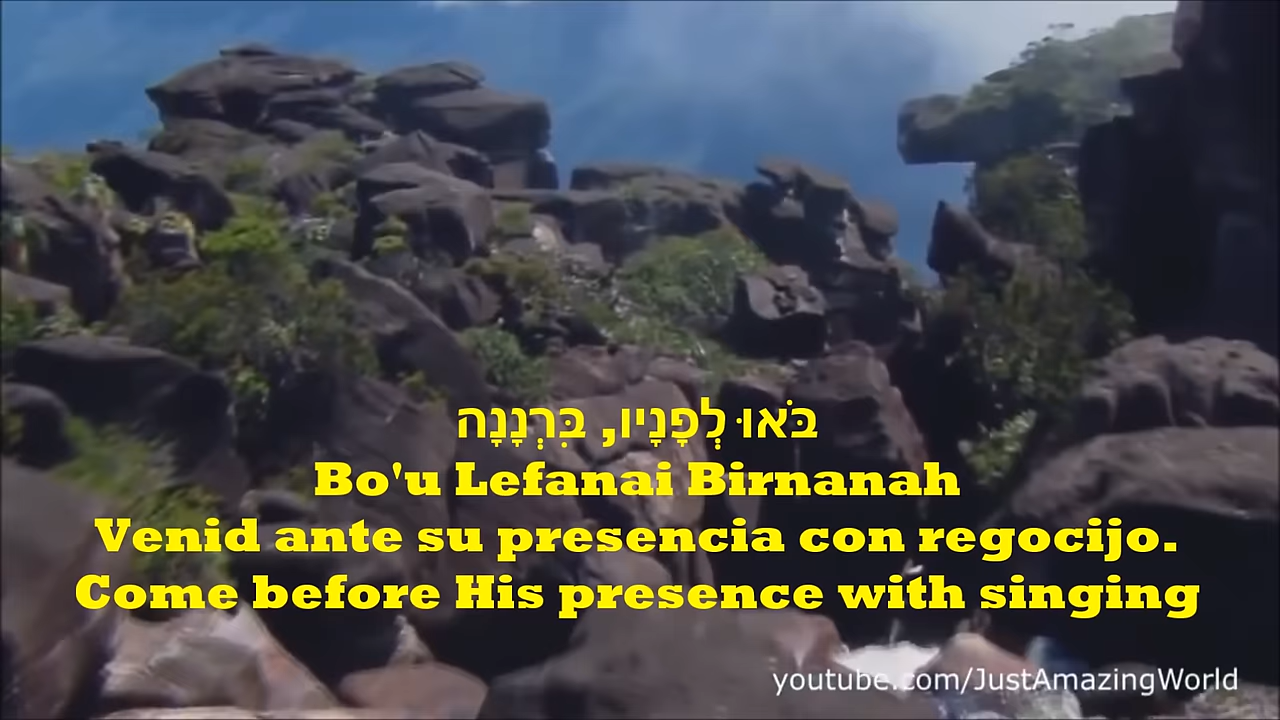 בֹּאוּ לְפָנָיו, בִּרְנָנָה
Bo'u Lefanai Birnanah
Venid ante su presencia con regocijo.
Come before His presence with singing
youtube.com/JustAmazingWorld